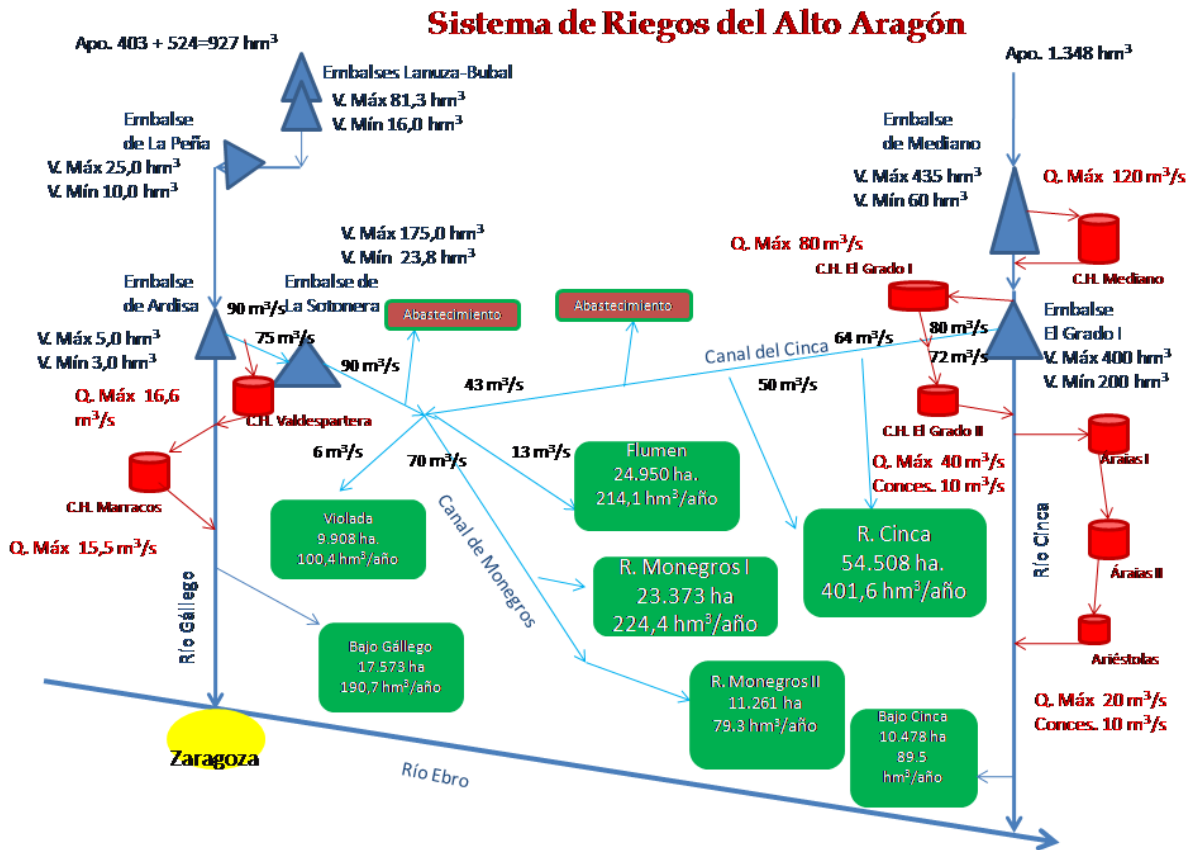 Sistema de Riegos del Alto Aragón
Apo. 403 + 524=927 hm³
Embalses Lanuza-Bubal
V. Máx 81,3 hm³
V. Mín 16,0 hm³
Embalse
de La Peña
V. Máx 25,0 hm³
V. Mín 10,0 hm³
Apo. 1.348 hm³
Embalse
de Mediano
V. Máx 435 hm³
V. Mín 60 hm³
Q. Máx 120 m³/s
C.H. Mediano
V. Máx 175,0 hm³
V. Mín 23,8 hm³
Embalse de
La Sotonera
Embalse
de Ardisa
90 m³/s
75 m³/s
V. Máx 5,0 hm³
V. Mín 3,0 hm³
Abastecimiento
Abastecimiento
Q. Máx 80 m³/s
C.H. El Grado I
Embalse
El Grado I
V. Máx 400 hm³
V. Mín 200 hm³
80 m³/s
72 m³/s
64 m³/s
Canal del Cinca
90 m³/s
43 m³/s
50 m³/s
Q. Máx 16,6
m³/s
C.H. Valdespartera
C.H. El Grado II
Q. Máx 40 m³/s
Conces. 10 m³/s
6 m³/s
70 m³/s
13 m³/s
C.H. Marracos
Q. Máx 15,5 m³/s
Flumen
24.950 ha.
214,1 hm³/año
Violada
9.908 ha.
100,4 hm³/año
Canal de Monegros
R. Monegros I
23.373 ha
224,4 hm³/año
R. Cinca
54.508 ha.
401,6 hm³/año
Áraias I
Áraias II
Ariéstolas
Río Cinca
Q. Máx 20 m³/s
Conces. 10 m³/s
Río Gállego
Bajo Gállego
17.573 ha
190,7 hm³/año
R. Monegros II
11.261 ha
79.3 hm³/año
Bajo Cinca
10.478 ha
89.5
hm³/año
Zaragoza
Río Ebro